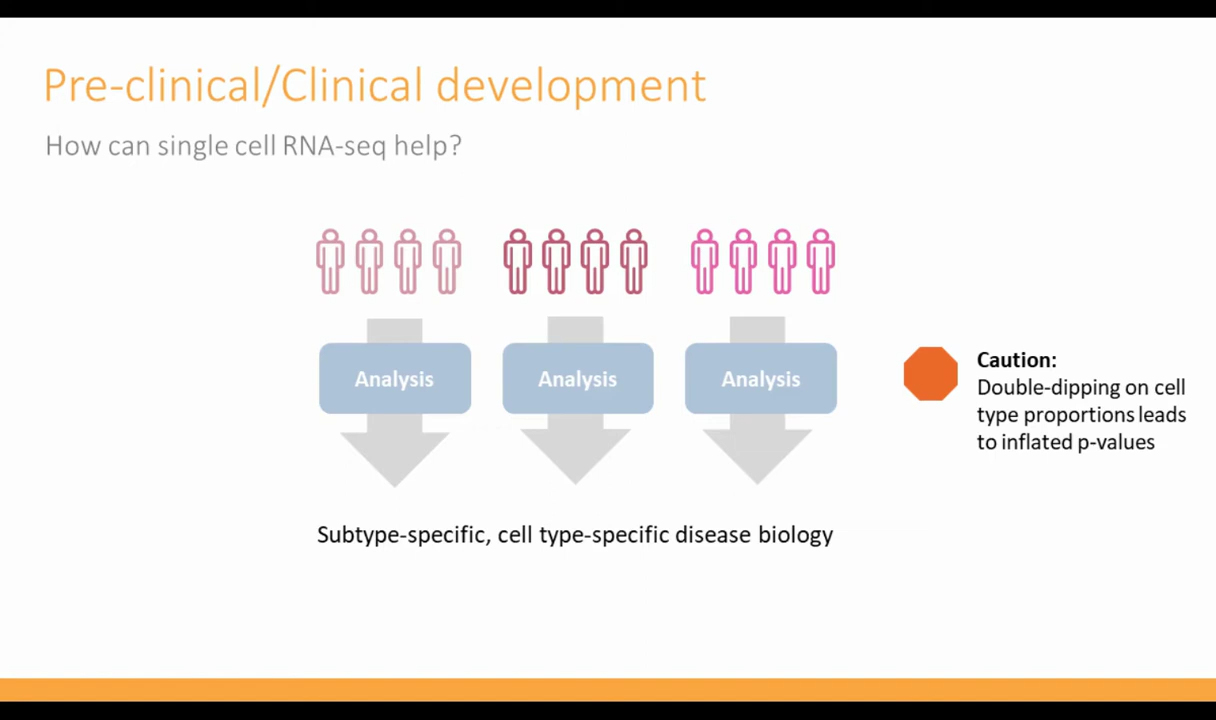 Pre-clinical/Clinical development
How can single cell RNA-seq help?
Analysis
Analysis
Analysis
Caution:
Double-dipping on cell
type proportions leads
to inflated p-values
Subtype-specific, cell type-specific disease biology